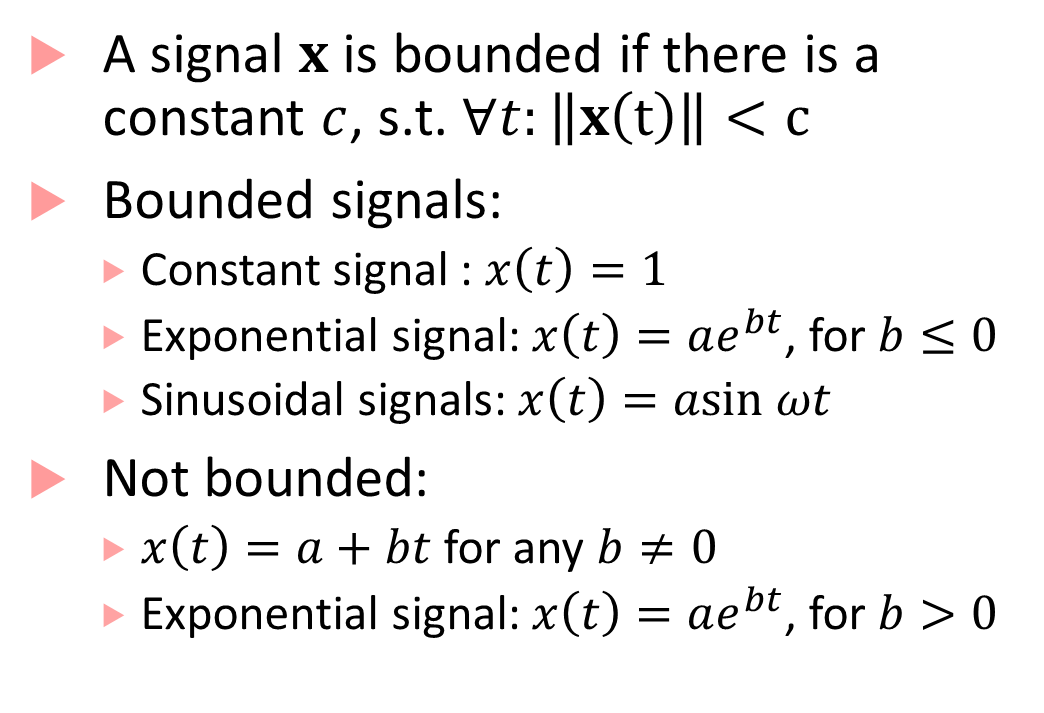 A signal 𝐱 is bounded if there is a
constant 𝑐, s.t. ∀𝑡: ‖𝐱(t)‖ < c
Bounded signals:
Constant signal : 𝑥(𝑡) = 1
Exponential signal: 𝑥(𝑡) = 𝑎𝑒^{𝑏𝑡}, for 𝑏 ≤ 0
Sinusoidal signals: 𝑥(𝑡) = 𝑎sin 𝜔𝑡
Not bounded:
𝑥(𝑡) = 𝑎 + 𝑏𝑡 for any 𝑏 ≠ 0
Exponential signal: 𝑥(𝑡) = 𝑎𝑒^{𝑏𝑡}, for 𝑏 > 0